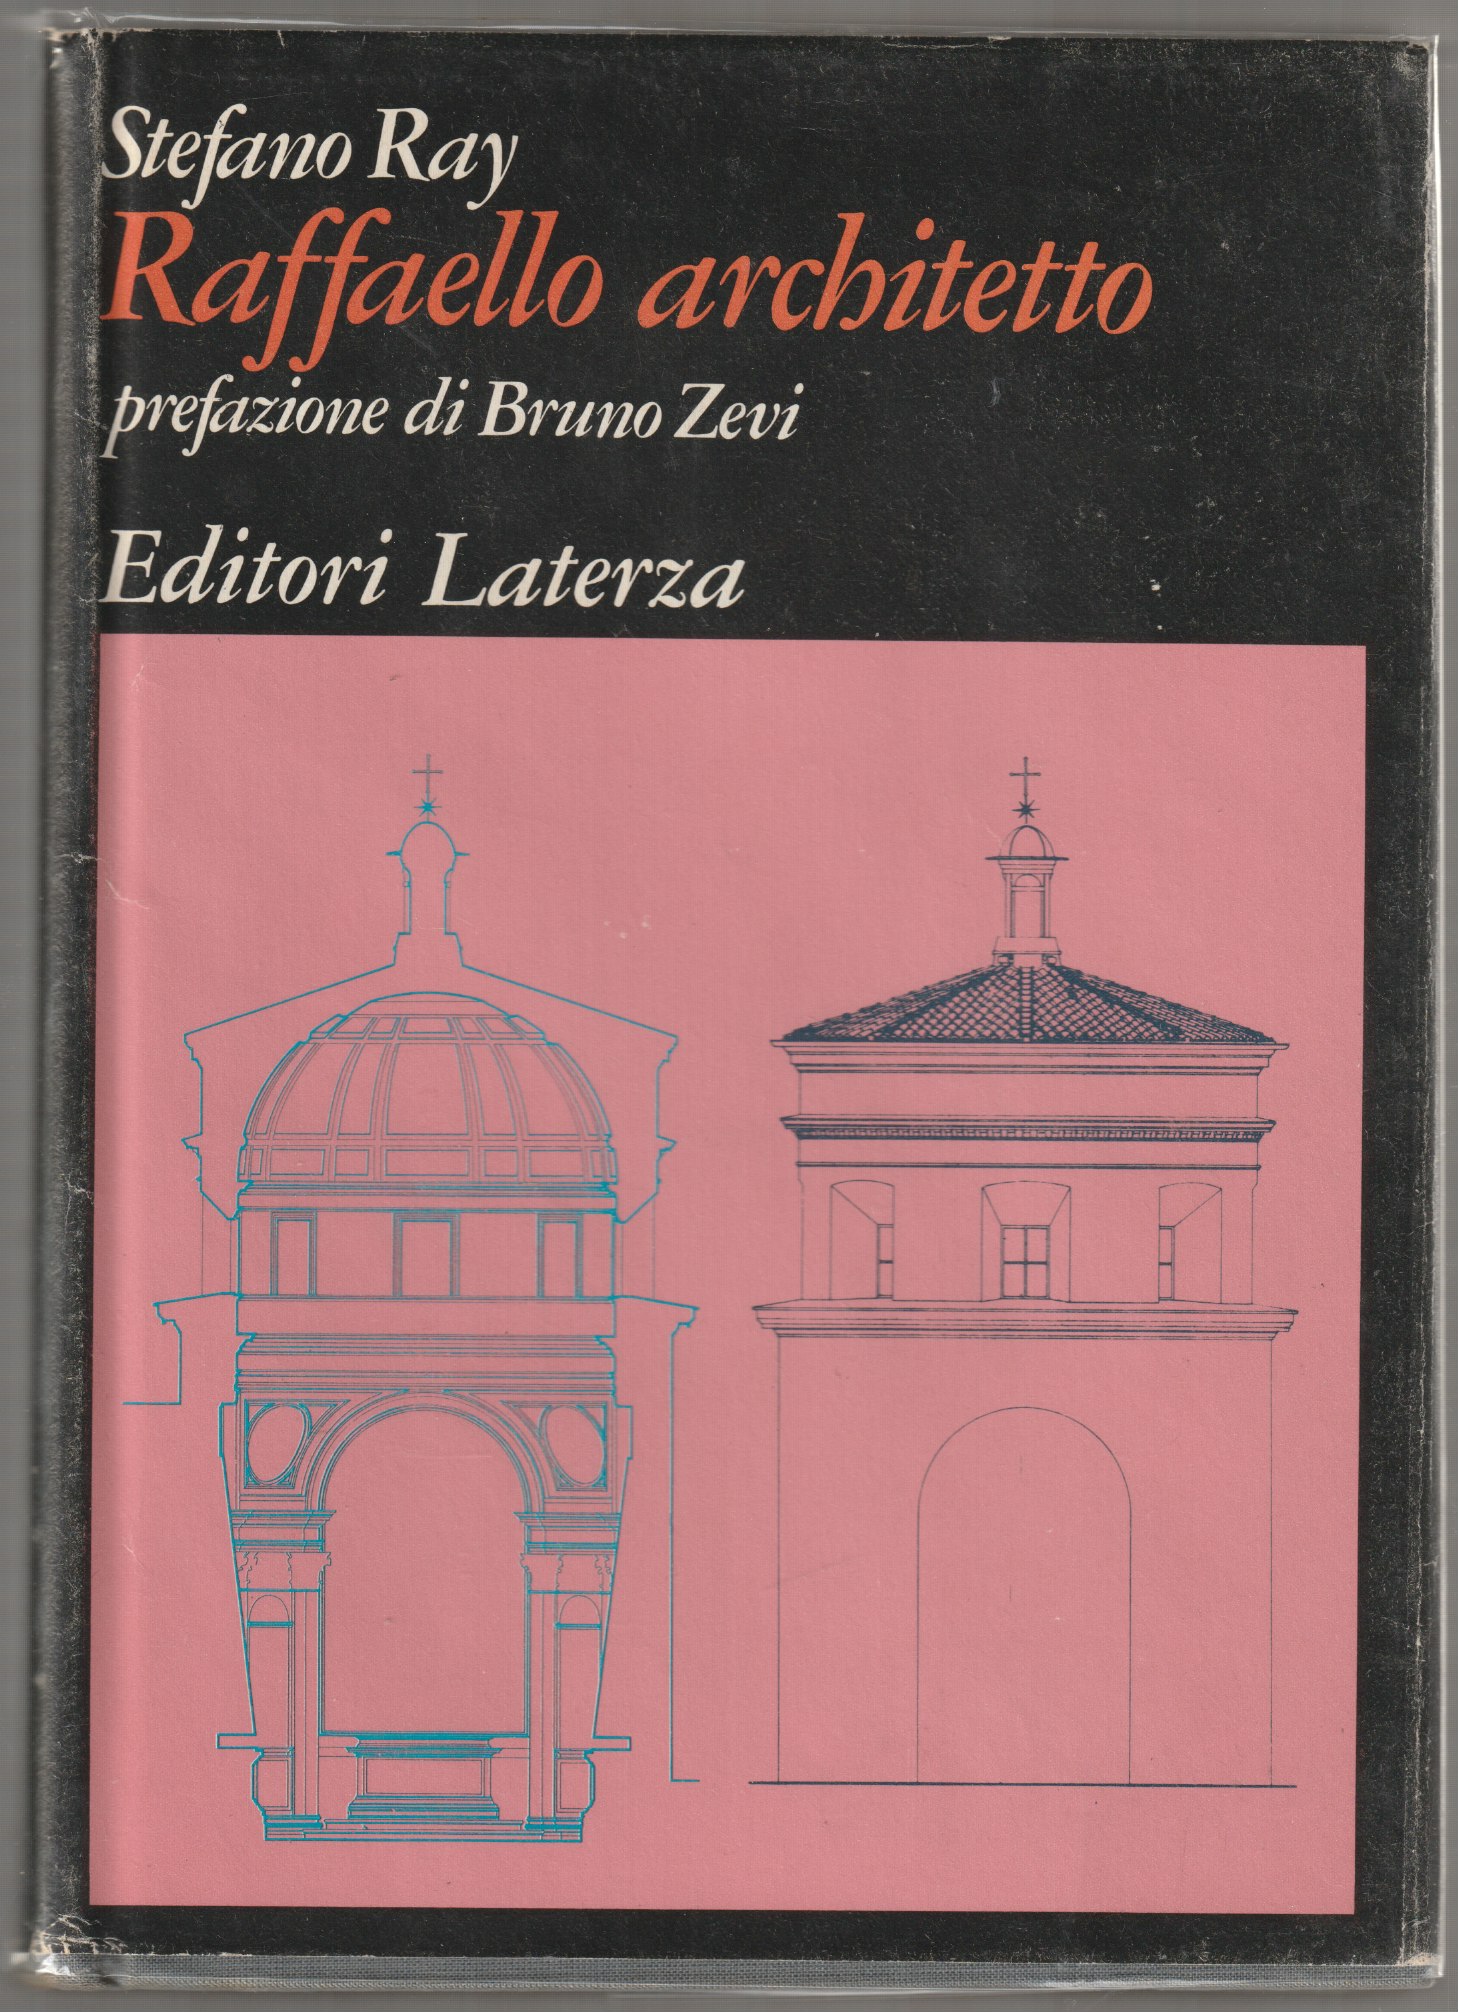 Stefano Ray
Raffaello architetto
prefazione di Bruno Zevi
Editori Laterza